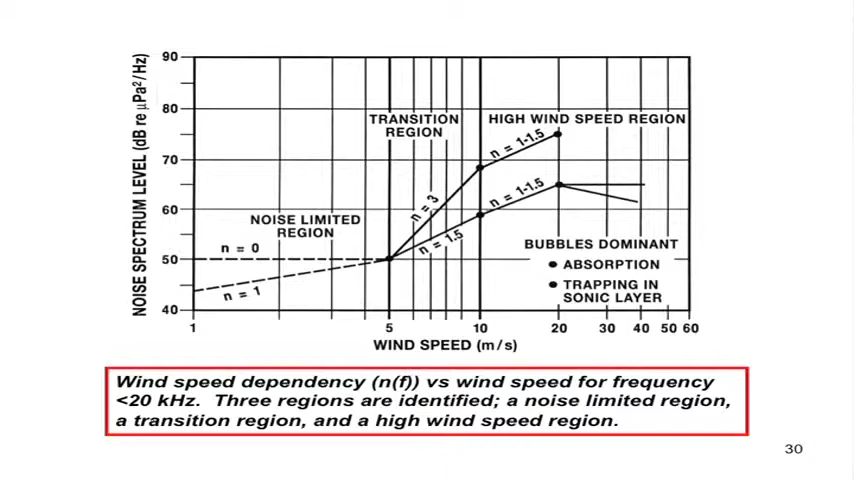 90
80
70
60
50
40
NOISE SPECTRUM LEVEL (dB re µPa²/Hz)
TRANSITION
REGION
HIGH WIND SPEED REGION
n = 1-1.5
n = 3
n = 1-1.5
n = 1.5
NOISE LIMITED
REGION
n = 0
n = 1
BUBBLES DOMINANT
● ABSORPTION
● TRAPPING IN
SONIC LAYER
1 5 10 20 30 40 50 60
WIND SPEED (m/s)
Wind speed dependency (n(f)) vs wind speed for frequency
<20 kHz. Three regions are identified; a noise limited region,
a transition region, and a high wind speed region.
30